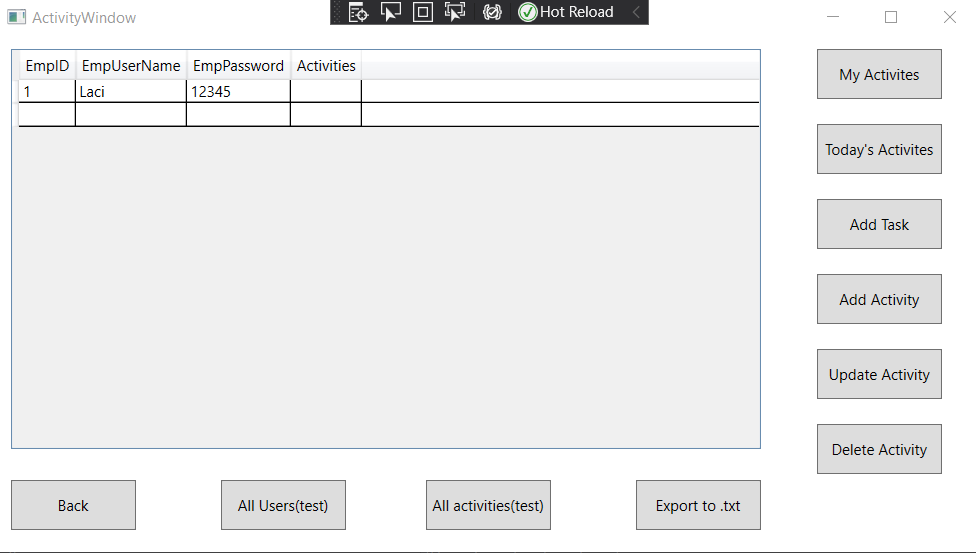 ActivityWindow
Hot Reload
EmpID EmpUserName EmpPassword Activities
1 Laci 12345
My Activites
Today's Activites
Add Task
Add Activity
Update Activity
Delete Activity
Back All Users(test) All activities(test) Export to .txt